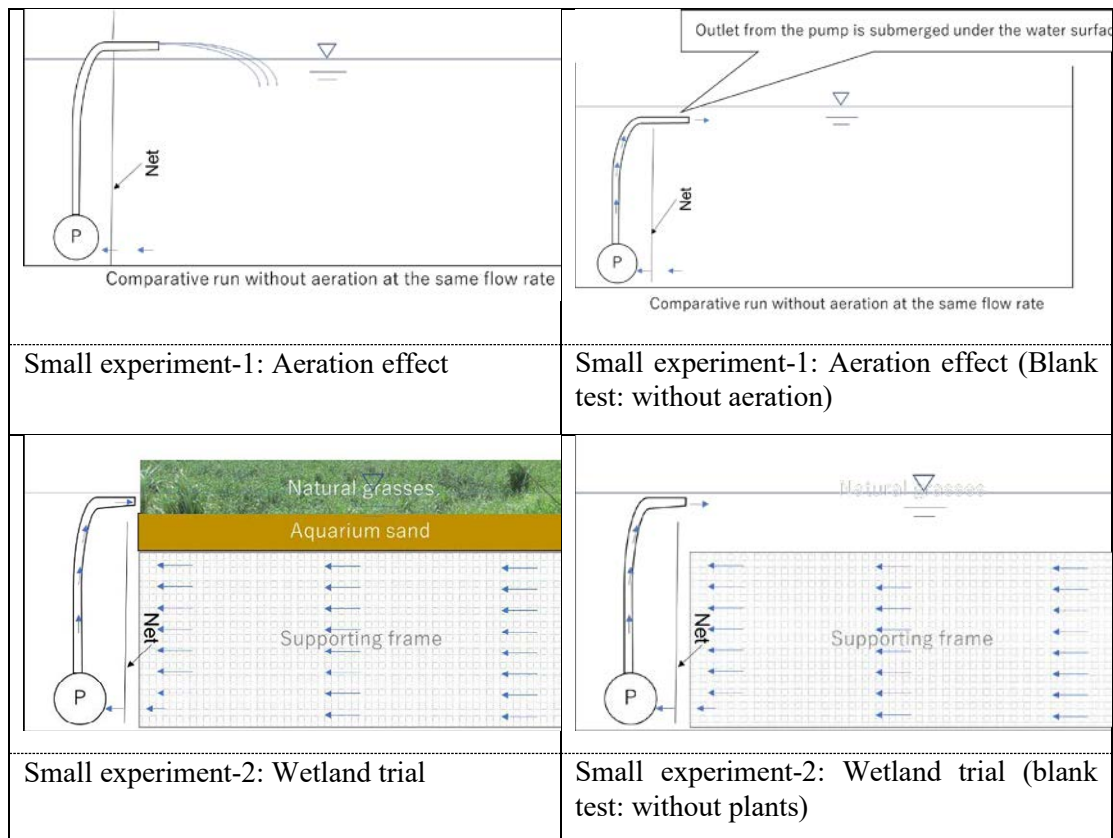 Outlet from the pump is submerged under the water surfac
Net
P
Comparative run without aeration at the same flow rate
Net
P
Comparative run without aeration at the same flow rate
Small experiment-1: Aeration effect
Small experiment-1: Aeration effect (Blank
test: without aeration)
Natural grasses
Aquarium sand
Supporting frame
Net
P
Natural grasses
Supporting frame
Net
P
Small experiment-2: Wetland trial
Small experiment-2: Wetland trial (blank
test: without plants)